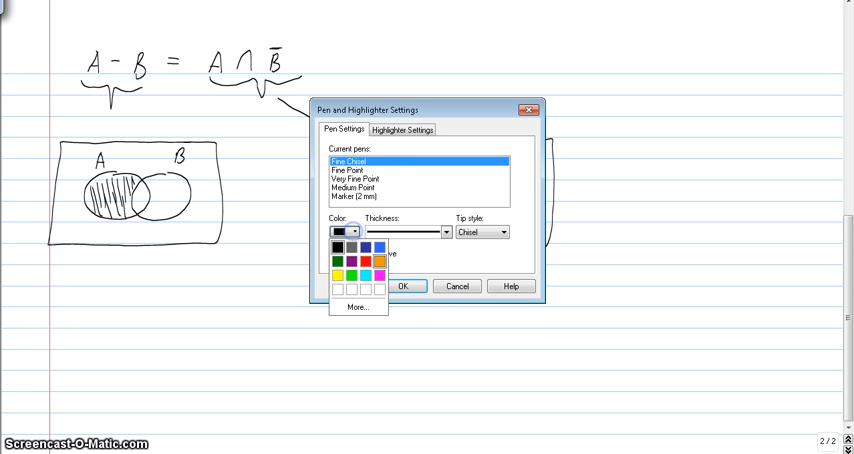 A - B = A ∩ B̅
Pen and Highlighter Settings
Pen Settings Highlighter Settings
Current pens:
Fine Chisel
Fine Point
Very Fine Point
Medium Point
Marker (2 mm)
A B
Color: Thickness: Tip style:
Chisel
ve
OK Cancel Help
More...
2 / 2
Screencast-O-Matic.com